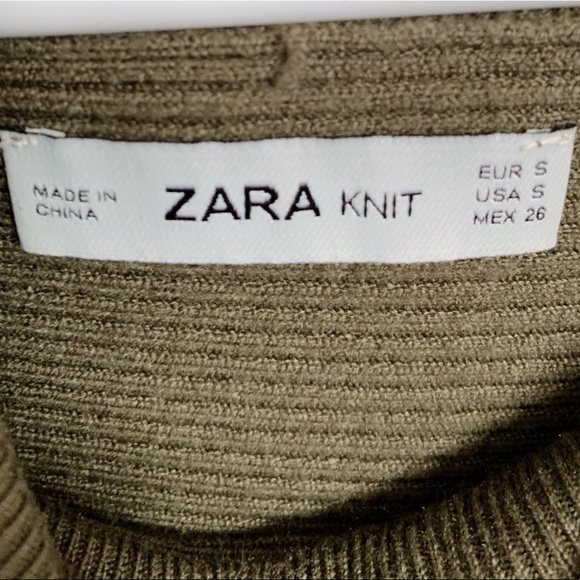 MADE IN
CHINA
ZARA KNIT
EUR S
USA S
MEX 26